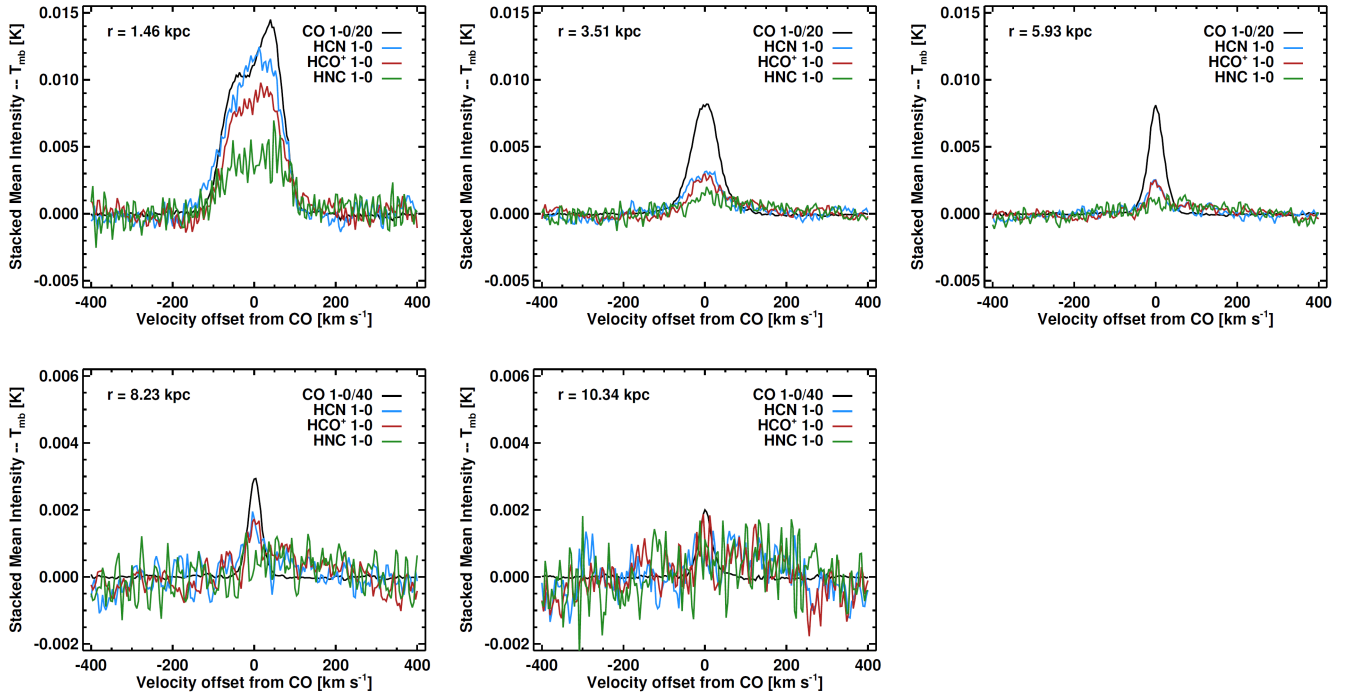 r = 1.46 kpc
CO 1-0/20
HCN 1-0
HCO⁺ 1-0
HNC 1-0
0.015
0.010
0.005
0.000
-0.005
Stacked Mean Intensity -- Tmb [K]
-400 -200 0 200 400
Velocity offset from CO [km s⁻¹]
r = 3.51 kpc
CO 1-0/20
HCN 1-0
HCO⁺ 1-0
HNC 1-0
0.015
0.010
0.005
0.000
-0.005
Stacked Mean Intensity -- Tmb [K]
-400 -200 0 200 400
Velocity offset from CO [km s⁻¹]
r = 5.93 kpc
CO 1-0/20
HCN 1-0
HCO⁺ 1-0
HNC 1-0
0.015
0.010
0.005
0.000
-0.005
Stacked Mean Intensity -- Tmb [K]
-400 -200 0 200 400
Velocity offset from CO [km s⁻¹]
r = 8.23 kpc
CO 1-0/40
HCN 1-0
HCO⁺ 1-0
HNC 1-0
0.006
0.004
0.002
0.000
-0.002
Stacked Mean Intensity -- Tmb [K]
-400 -200 0 200 400
Velocity offset from CO [km s⁻¹]
r = 10.34 kpc
CO 1-0/40
HCN 1-0
HCO⁺ 1-0
HNC 1-0
0.006
0.004
0.002
0.000
-0.002
Stacked Mean Intensity -- Tmb [K]
-400 -200 0 200 400
Velocity offset from CO [km s⁻¹]